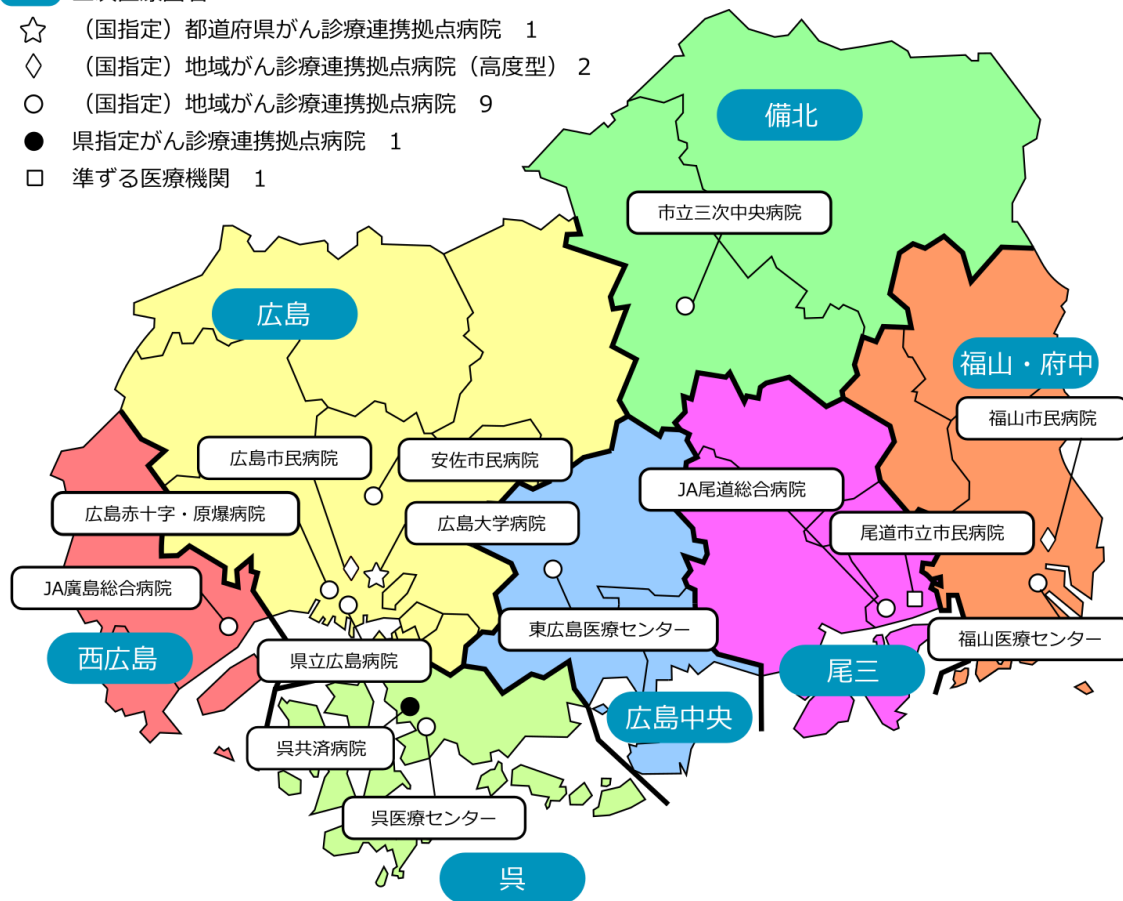 ☆ （国指定）都道府県がん診療連携拠点病院 1
◇ （国指定）地域がん診療連携拠点病院（高度型） 2
○ （国指定）地域がん診療連携拠点病院 9
● 県指定がん診療連携拠点病院 1
□ 準ずる医療機関 1
備北
市立三次中央病院
広島
福山・府中
福山市民病院
広島市民病院
安佐市民病院
JA尾道総合病院
広島赤十字・原爆病院
広島大学病院
尾道市立市民病院
JA廣島総合病院
東広島医療センター
福山医療センター
西広島
県立広島病院
尾三
広島中央
呉共済病院
呉医療センター
呉